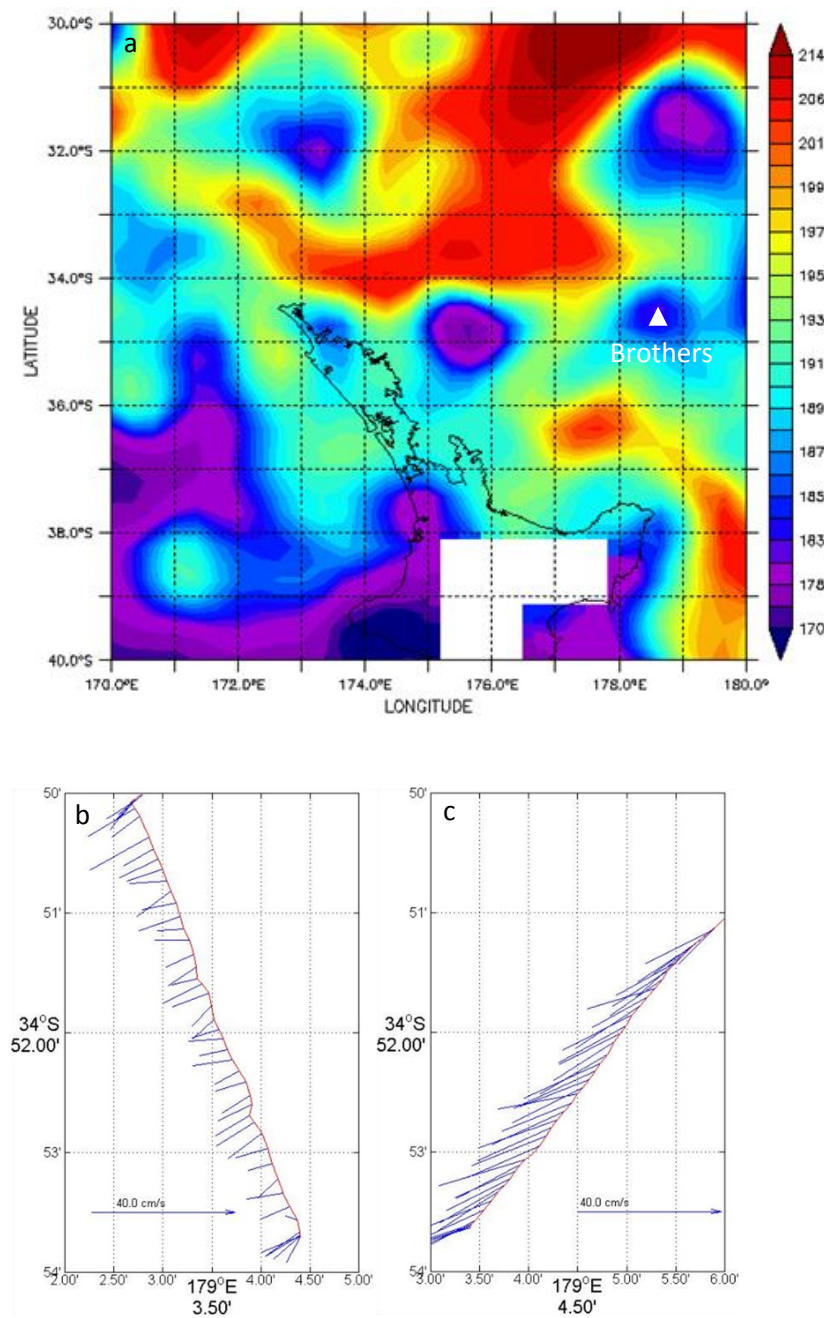 a
30.0°S
32.0°S
34.0°S
36.0°S
38.0°S
40.0°S
LATITUDE
170.0°E
172.0°E
174.0°E
176.0°E
178.0°E
180.0°
LONGITUDE
Brothers
214
206
201
199
197
195
193
191
189
187
185
183
178
170
b
50'
51'
34°S
52.00'
53'
54'
40.0 cm/s
2.00'
2.50'
3.00'
3.50'
4.00'
4.50'
5.00'
179°E
3.50'
c
50'
51'
34°S
52.00'
53'
54'
40.0 cm/s
3.00'
3.50'
4.00'
4.50'
5.00'
5.50'
6.00'
179°E
4.50'